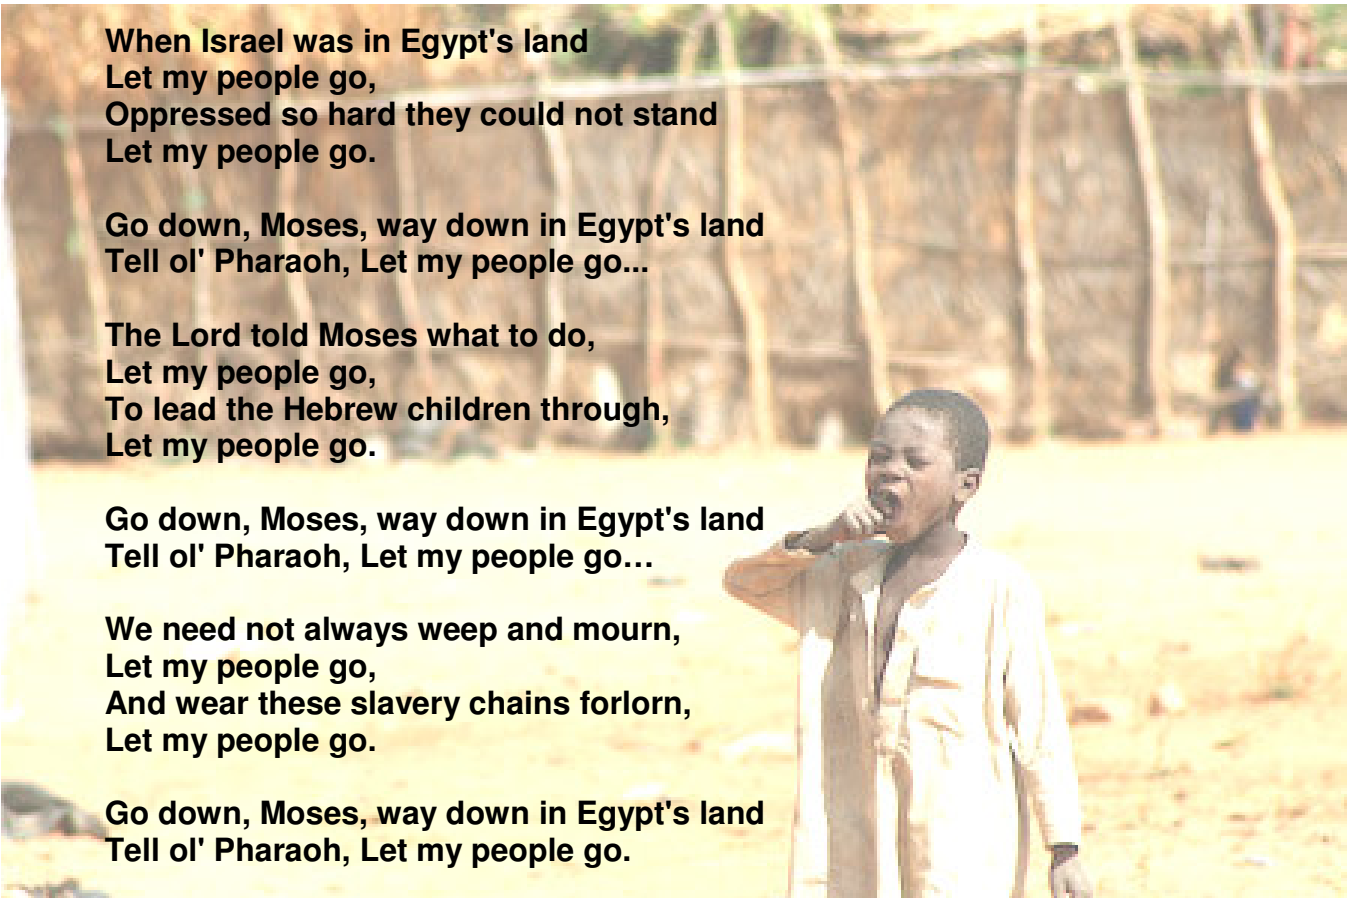 When Israel was in Egypt's land
Let my people go,
Oppressed so hard they could not stand
Let my people go.
Go down, Moses, way down in Egypt's land
Tell ol' Pharaoh, Let my people go...
The Lord told Moses what to do,
Let my people go,
To lead the Hebrew children through,
Let my people go.
Go down, Moses, way down in Egypt's land
Tell ol' Pharaoh, Let my people go…
We need not always weep and mourn,
Let my people go,
And wear these slavery chains forlorn,
Let my people go.
Go down, Moses, way down in Egypt's land
Tell ol' Pharaoh, Let my people go.